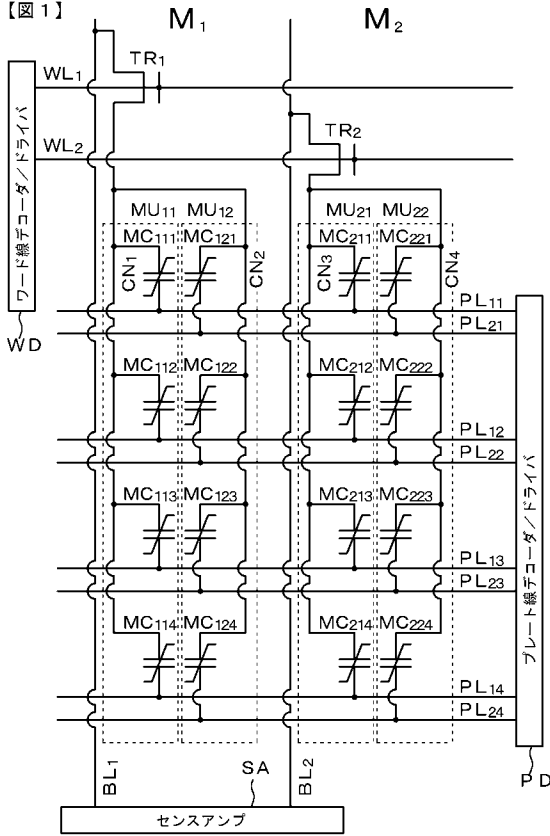 【図1】
M1 M2
TR1
WL1
TR2
WL2
ワード線デコーダ/ドライバ
WD
MU11 MU12 MU21 MU22
MC111 MC121 MC211 MC221
CN1 CN2 CN3 CN4
PL11
PL21
MC112 MC122 MC212 MC222
PL12
PL22
MC113 MC123 MC213 MC223
PL13
PL23
MC114 MC124 MC214 MC224
PL14
PL24
プレート線デコーダ/ドライバ
PD
BL1 SA BL2
センスアンプ